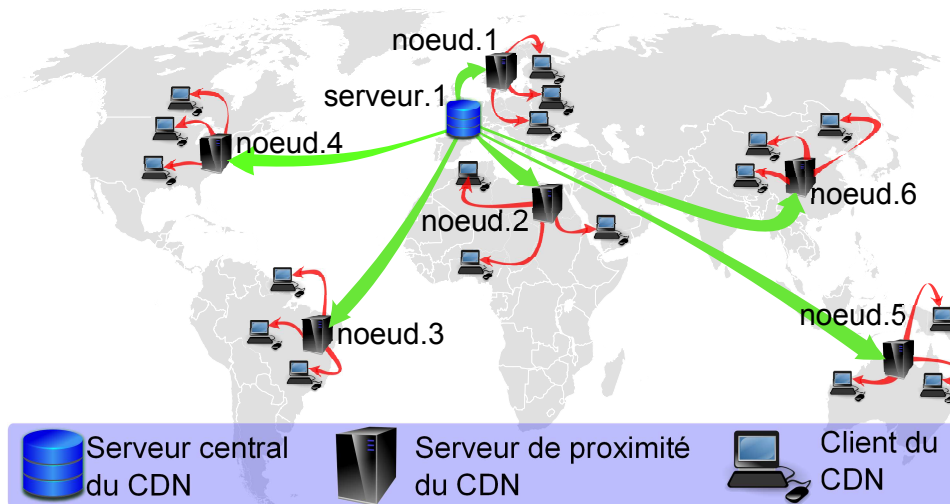 noeud.1
serveur.1
noeud.4
noeud.2
noeud.6
noeud.3
noeud.5
Serveur central
du CDN
Serveur de proximité
du CDN
Client du
CDN